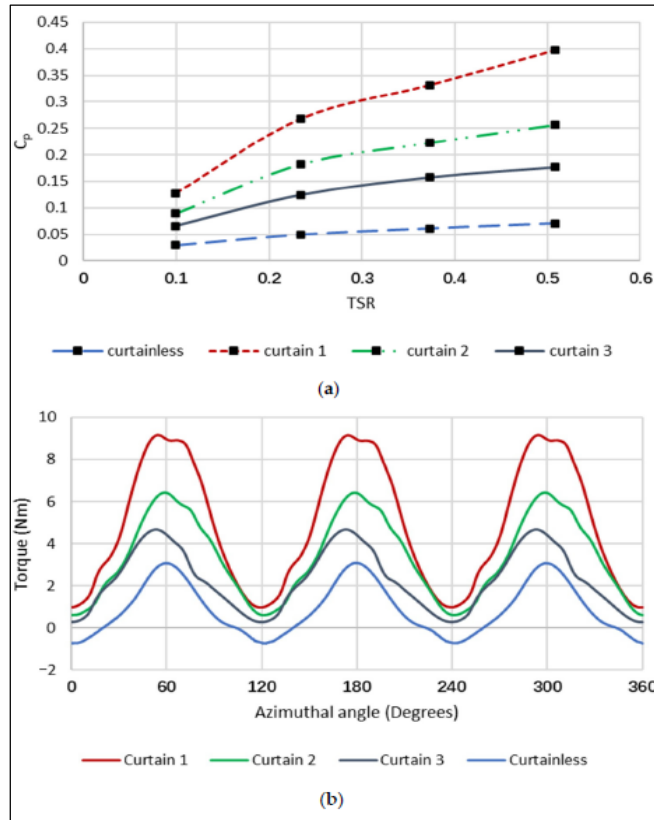 0.45
0.4
0.35
0.3
0.25
0.2
0.15
0.1
0.05
0
Cp
0 0.1 0.2 0.3 0.4 0.5 0.6
TSR
curtainless curtain 1 curtain 2 curtain 3
(a)
10
8
6
4
2
0
−2
Torque (Nm)
0 60 120 180 240 300 360
Azimuthal angle (Degrees)
Curtain 1 Curtain 2 Curtain 3 Curtainless
(b)